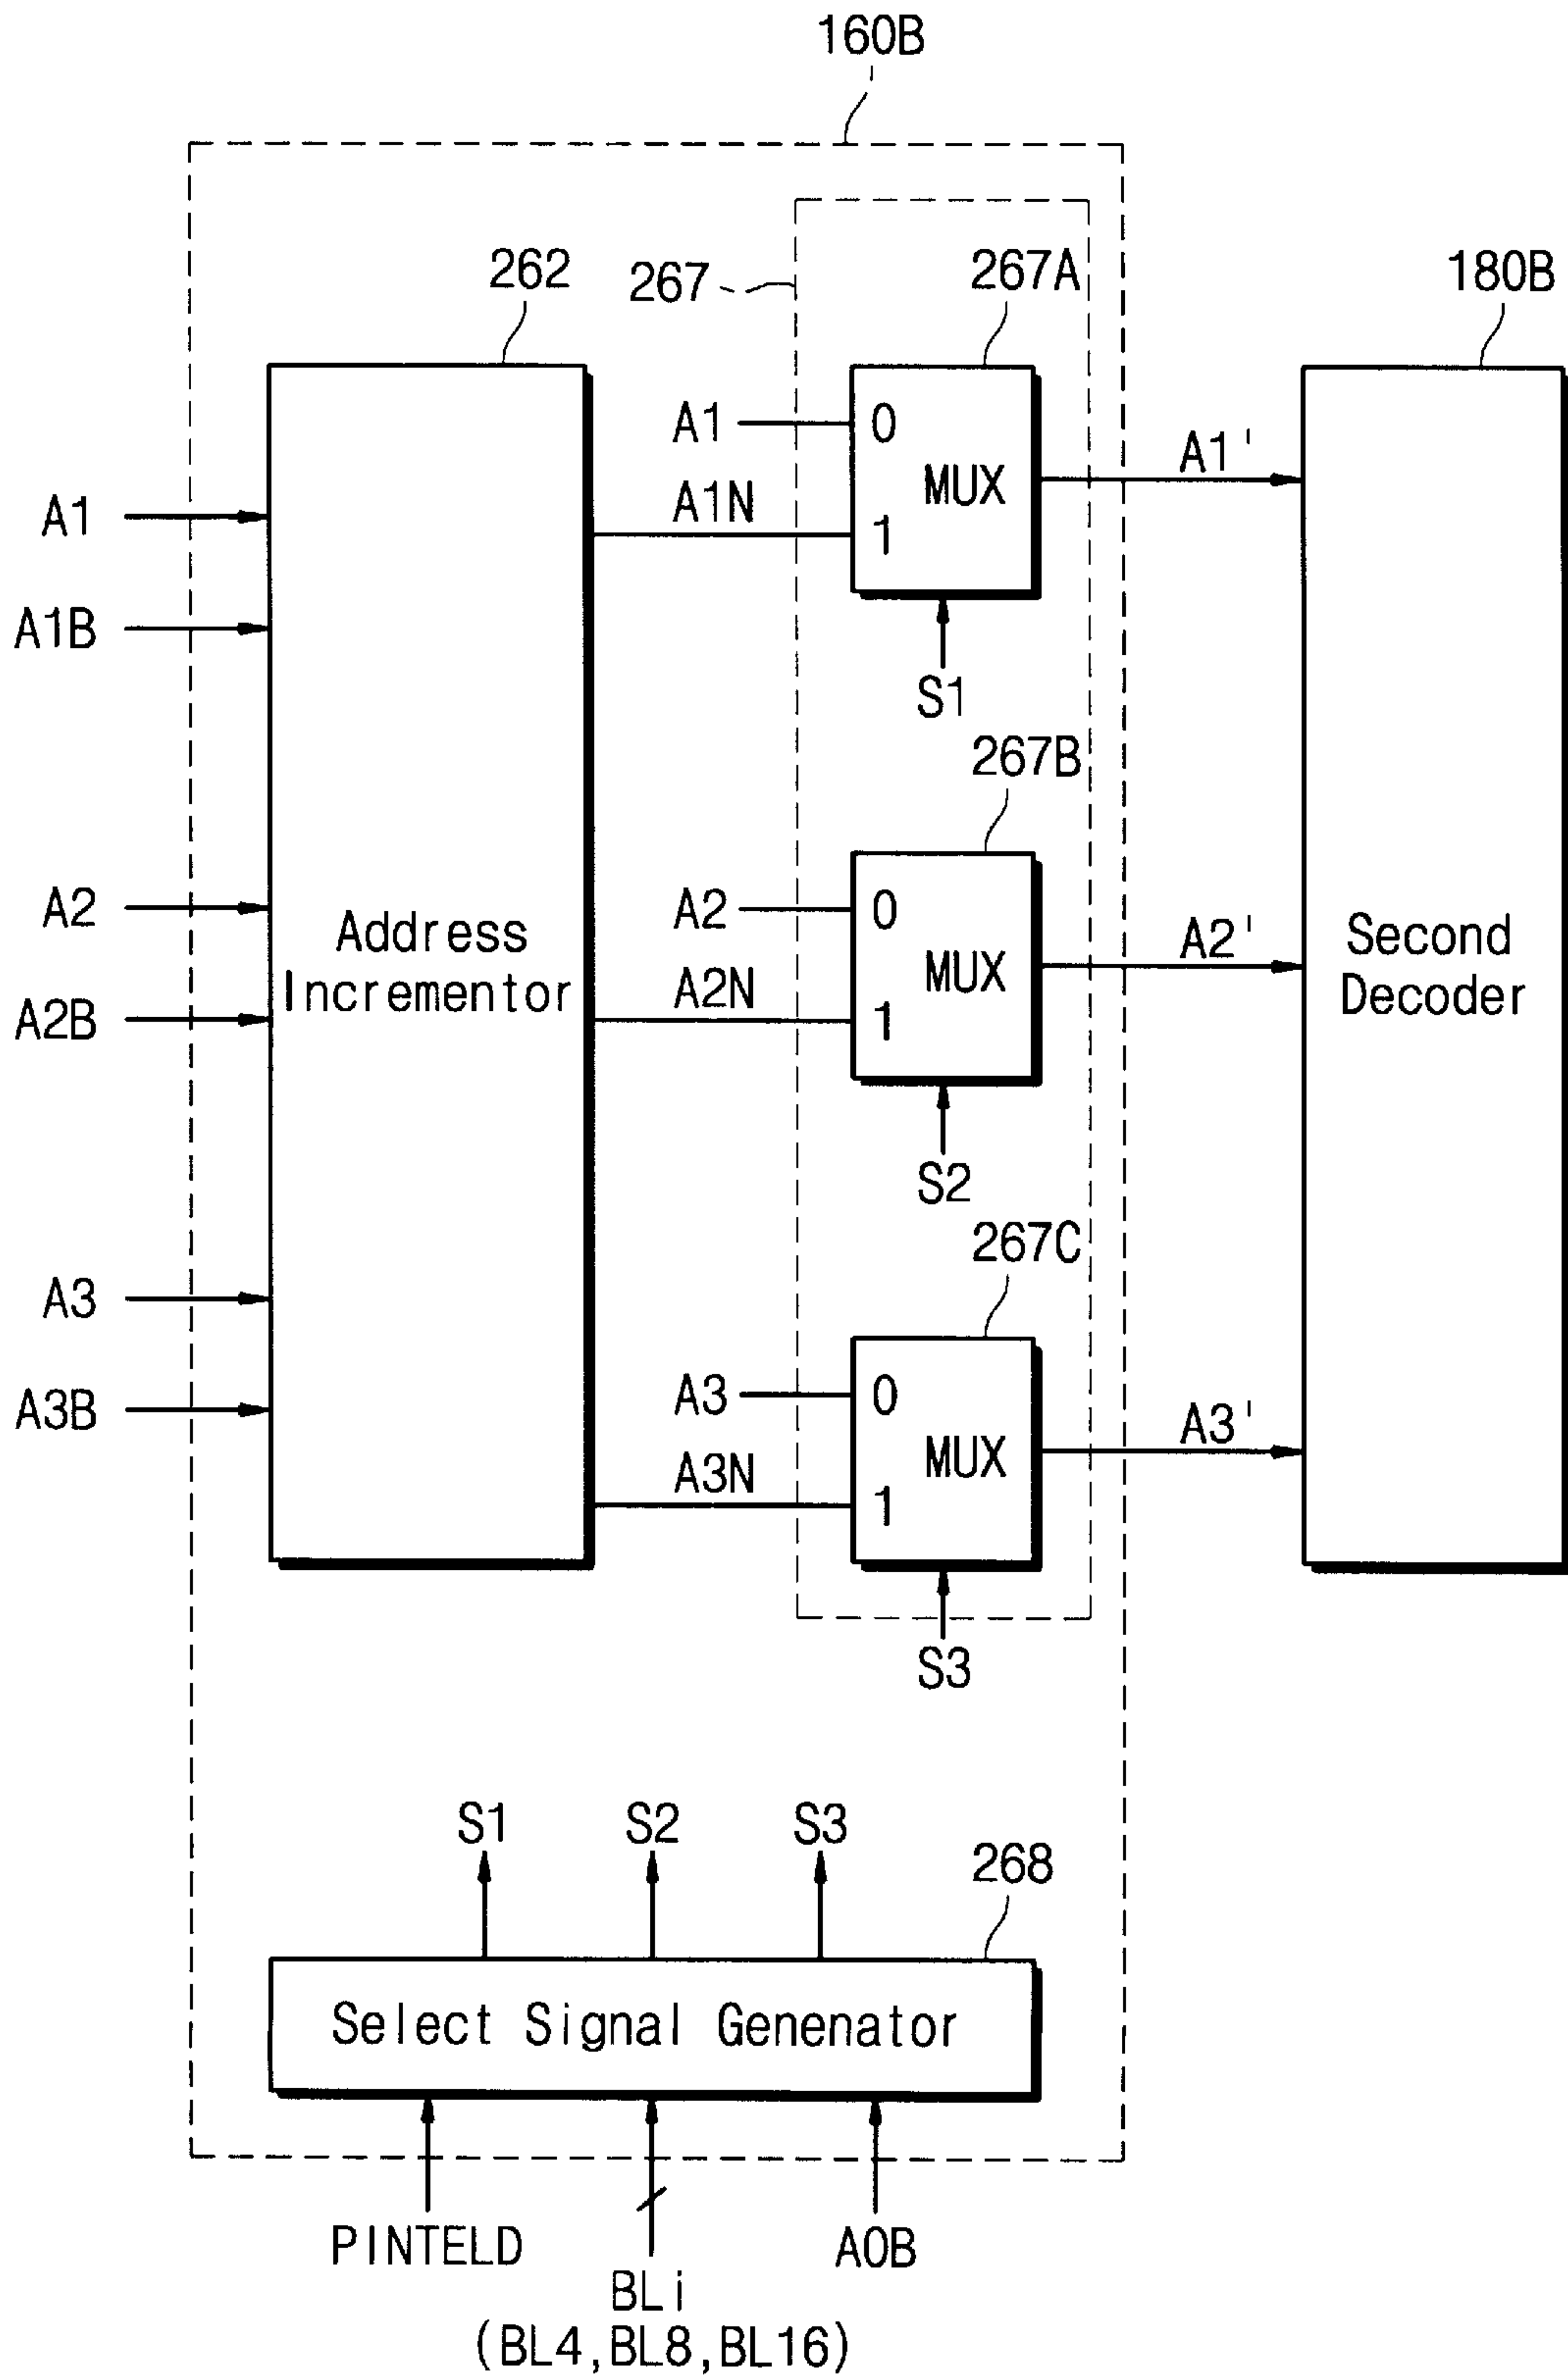 160B
262
267
267A
180B
A1
0
MUX
A1'
A1
A1N
1
A1B
S1
267B
A2
A2
0
A2'
Address
Incrementor
MUX
Second
Decoder
A2B
A2N
1
S2
267C
A3
A3
0
A3'
A3B
MUX
A3N
1
S3
S1
S2
S3
268
Select Signal Genenator
PINTELD
A0B
BLi
(BL4,BL8,BL16)